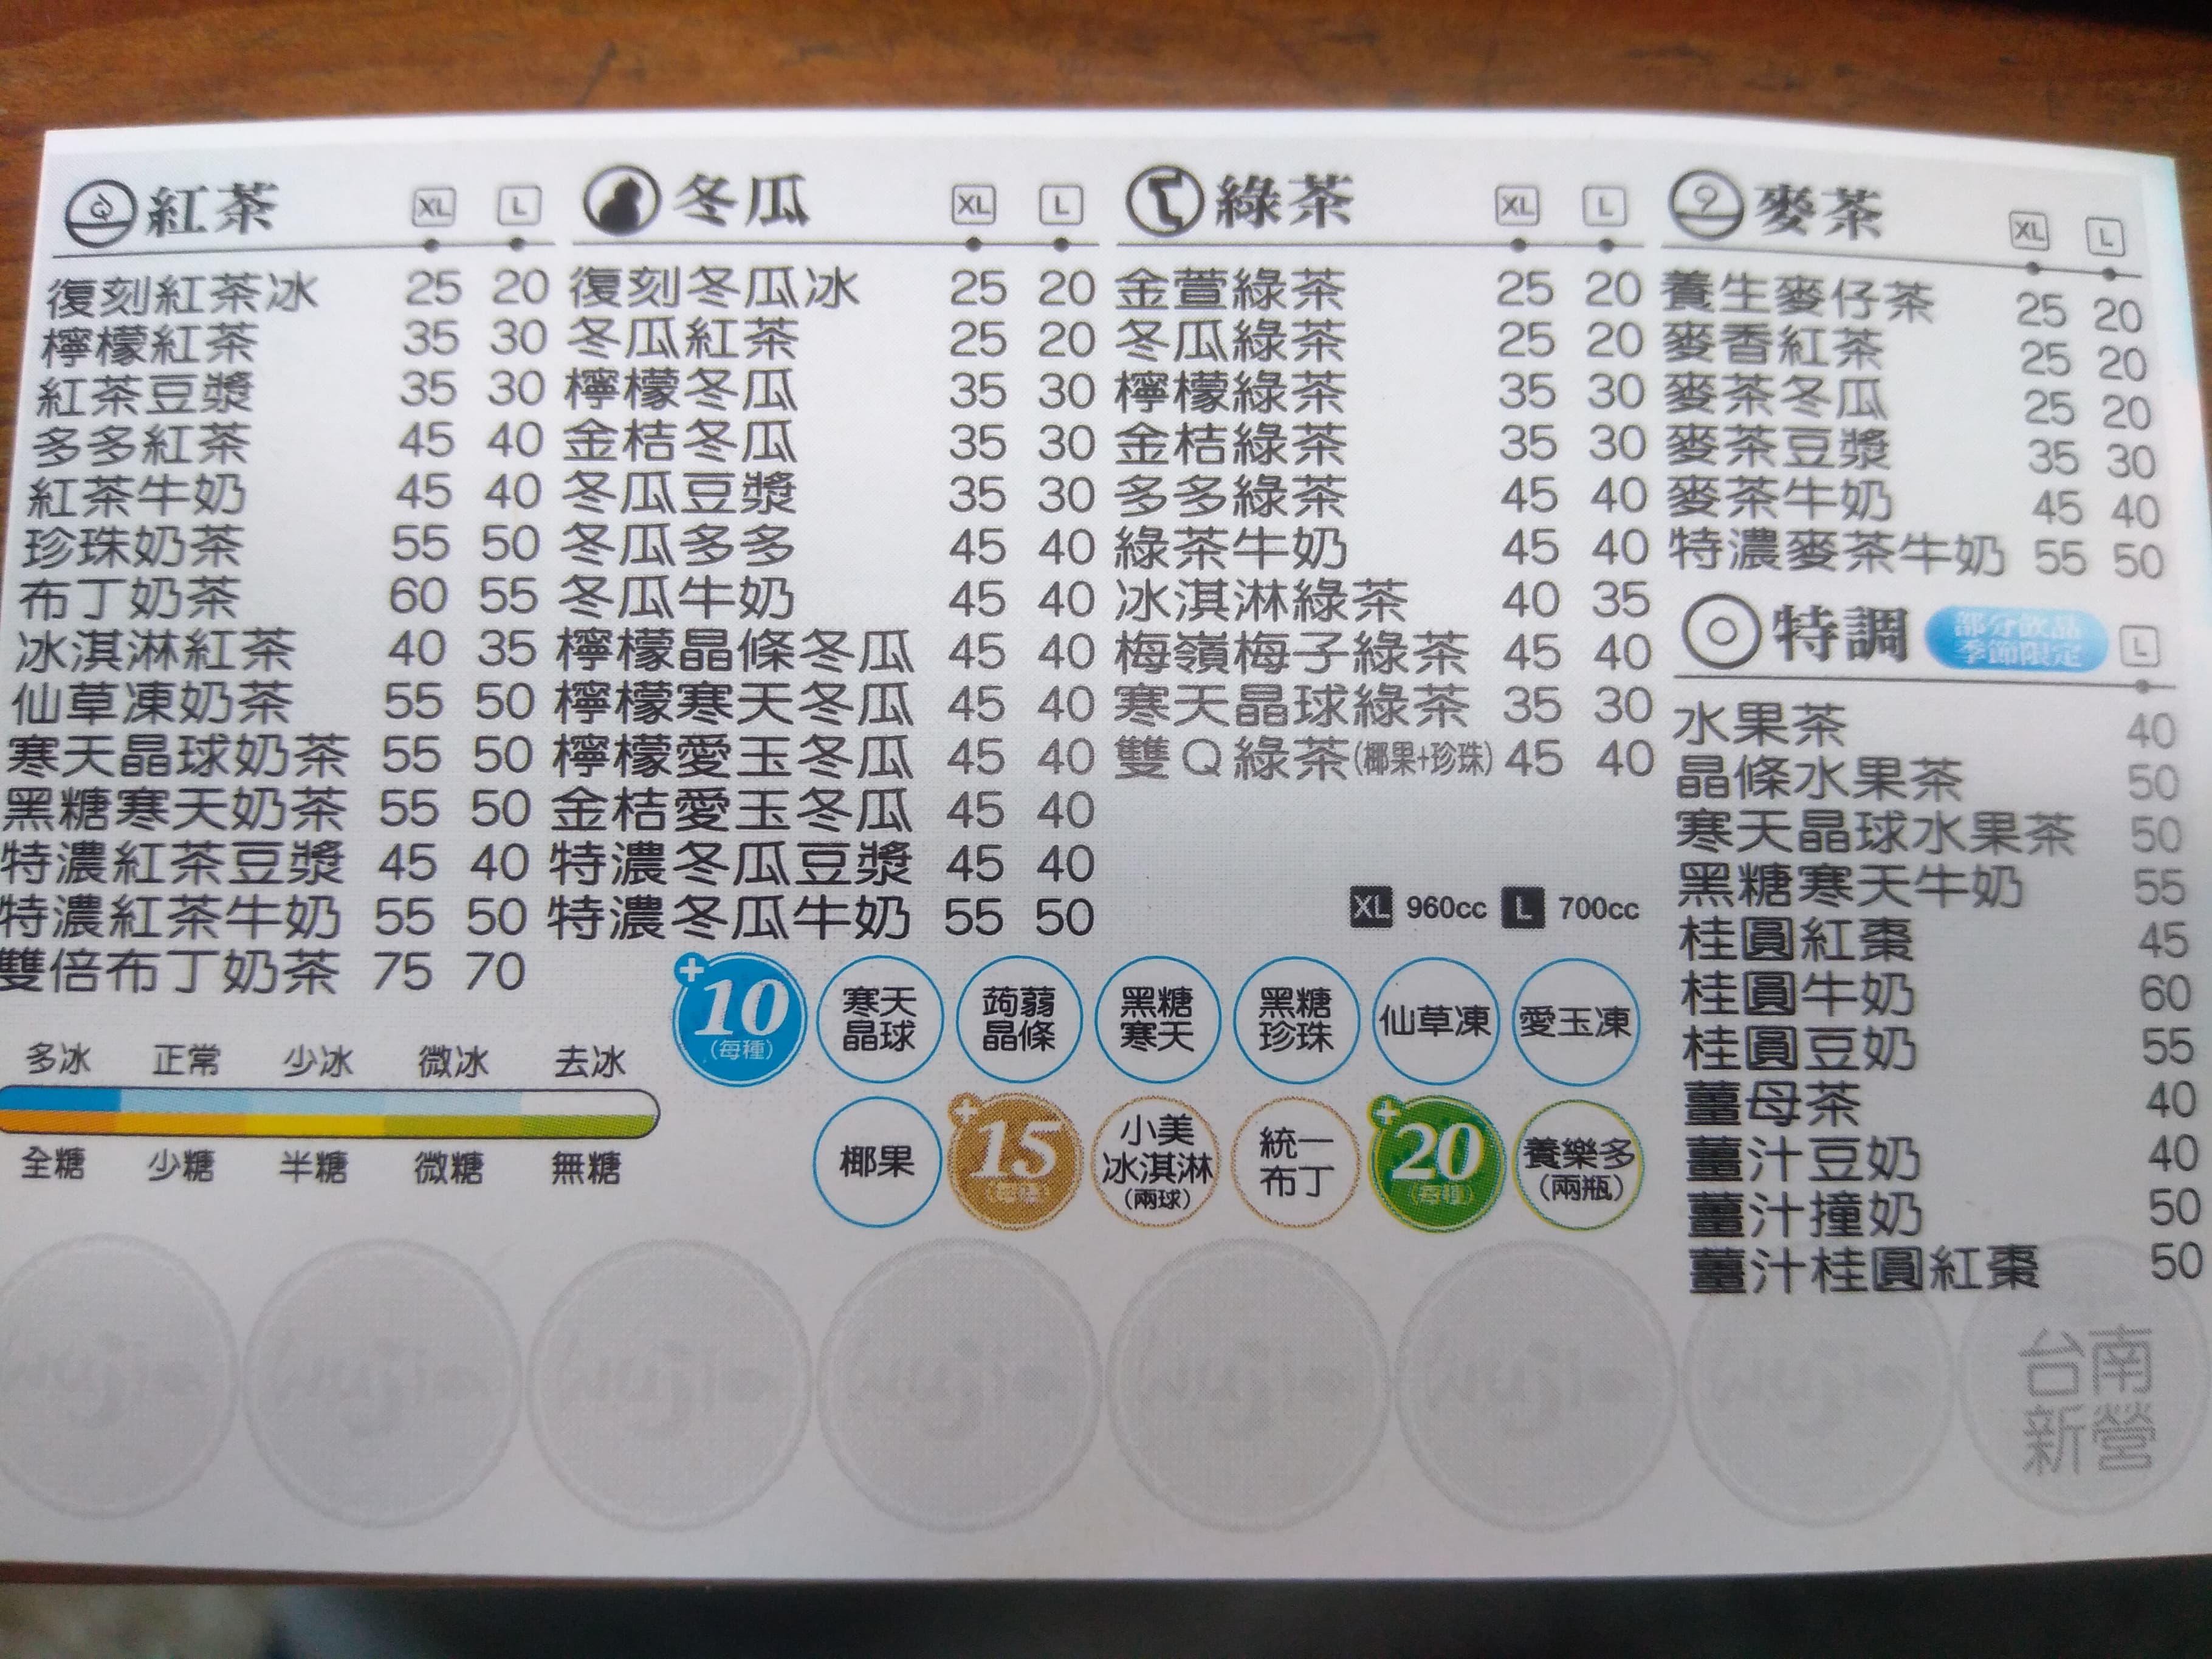 紅茶 XL L
復刻紅茶冰 25 20
檸檬紅茶 35 30
紅茶豆漿 35 30
多多紅茶 45 40
紅茶牛奶 45 40
珍珠奶茶 55 50
布丁奶茶 60 55
冰淇淋紅茶 40 35
仙草凍奶茶 55 50
寒天晶球奶茶 55 50
黑糖寒天奶茶 55 50
特濃紅茶豆漿 45 40
特濃紅茶牛奶 55 50
雙倍布丁奶茶 75 70
冬瓜 XL L
復刻冬瓜冰 25 20
冬瓜紅茶 25 20
檸檬冬瓜 35 30
金桔冬瓜 35 30
冬瓜豆漿 35 30
冬瓜多多 45 40
冬瓜牛奶 45 40
檸檬晶條冬瓜 45 40
檸檬寒天冬瓜 45 40
檸檬愛玉冬瓜 45 40
金桔愛玉冬瓜 45 40
特濃冬瓜豆漿 45 40
特濃冬瓜牛奶 55 50
綠茶 XL L
金萱綠茶 25 20
冬瓜綠茶 25 20
檸檬綠茶 35 30
金桔綠茶 35 30
多多綠茶 45 40
綠茶牛奶 45 40
冰淇淋綠茶 40 35
梅嶺梅子綠茶 45 40
寒天晶球綠茶 35 30
雙Q綠茶(椰果+珍珠) 45 40
XL 960cc L 700cc
麥茶 XL L
養生麥仔茶 25 20
麥香紅茶 25 20
麥茶冬瓜 25 20
麥茶豆漿 35 30
麥茶牛奶 45 40
特濃麥茶牛奶 55 50
特調 部分飲品 L
季節限定
水果茶 40
晶條水果茶 50
寒天晶球水果茶 50
黑糖寒天牛奶 55
桂圓紅棗 45
桂圓牛奶 60
桂圓豆奶 55
薑母茶 40
薑汁豆奶 40
薑汁撞奶 50
薑汁桂圓紅棗 50
多冰 正常 少冰 微冰 去冰
全糖 少糖 半糖 微糖 無糖
+10
(每種)
寒天
晶球
蒟蒻
晶條
黑糖
寒天
黑糖
珍珠
仙草凍
愛玉凍
椰果
+15
(每種)
小美
冰淇淋
(兩球)
統一
布丁
+20
(每種)
養樂多
(兩瓶)
台南
新營